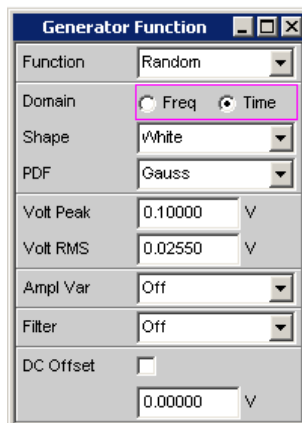 Generator Function
Function Random
Domain Freq Time
Shape White
PDF Gauss
Volt Peak 0.10000 V
Volt RMS 0.02550 V
Ampl Var Off
Filter Off
DC Offset
0.00000 V